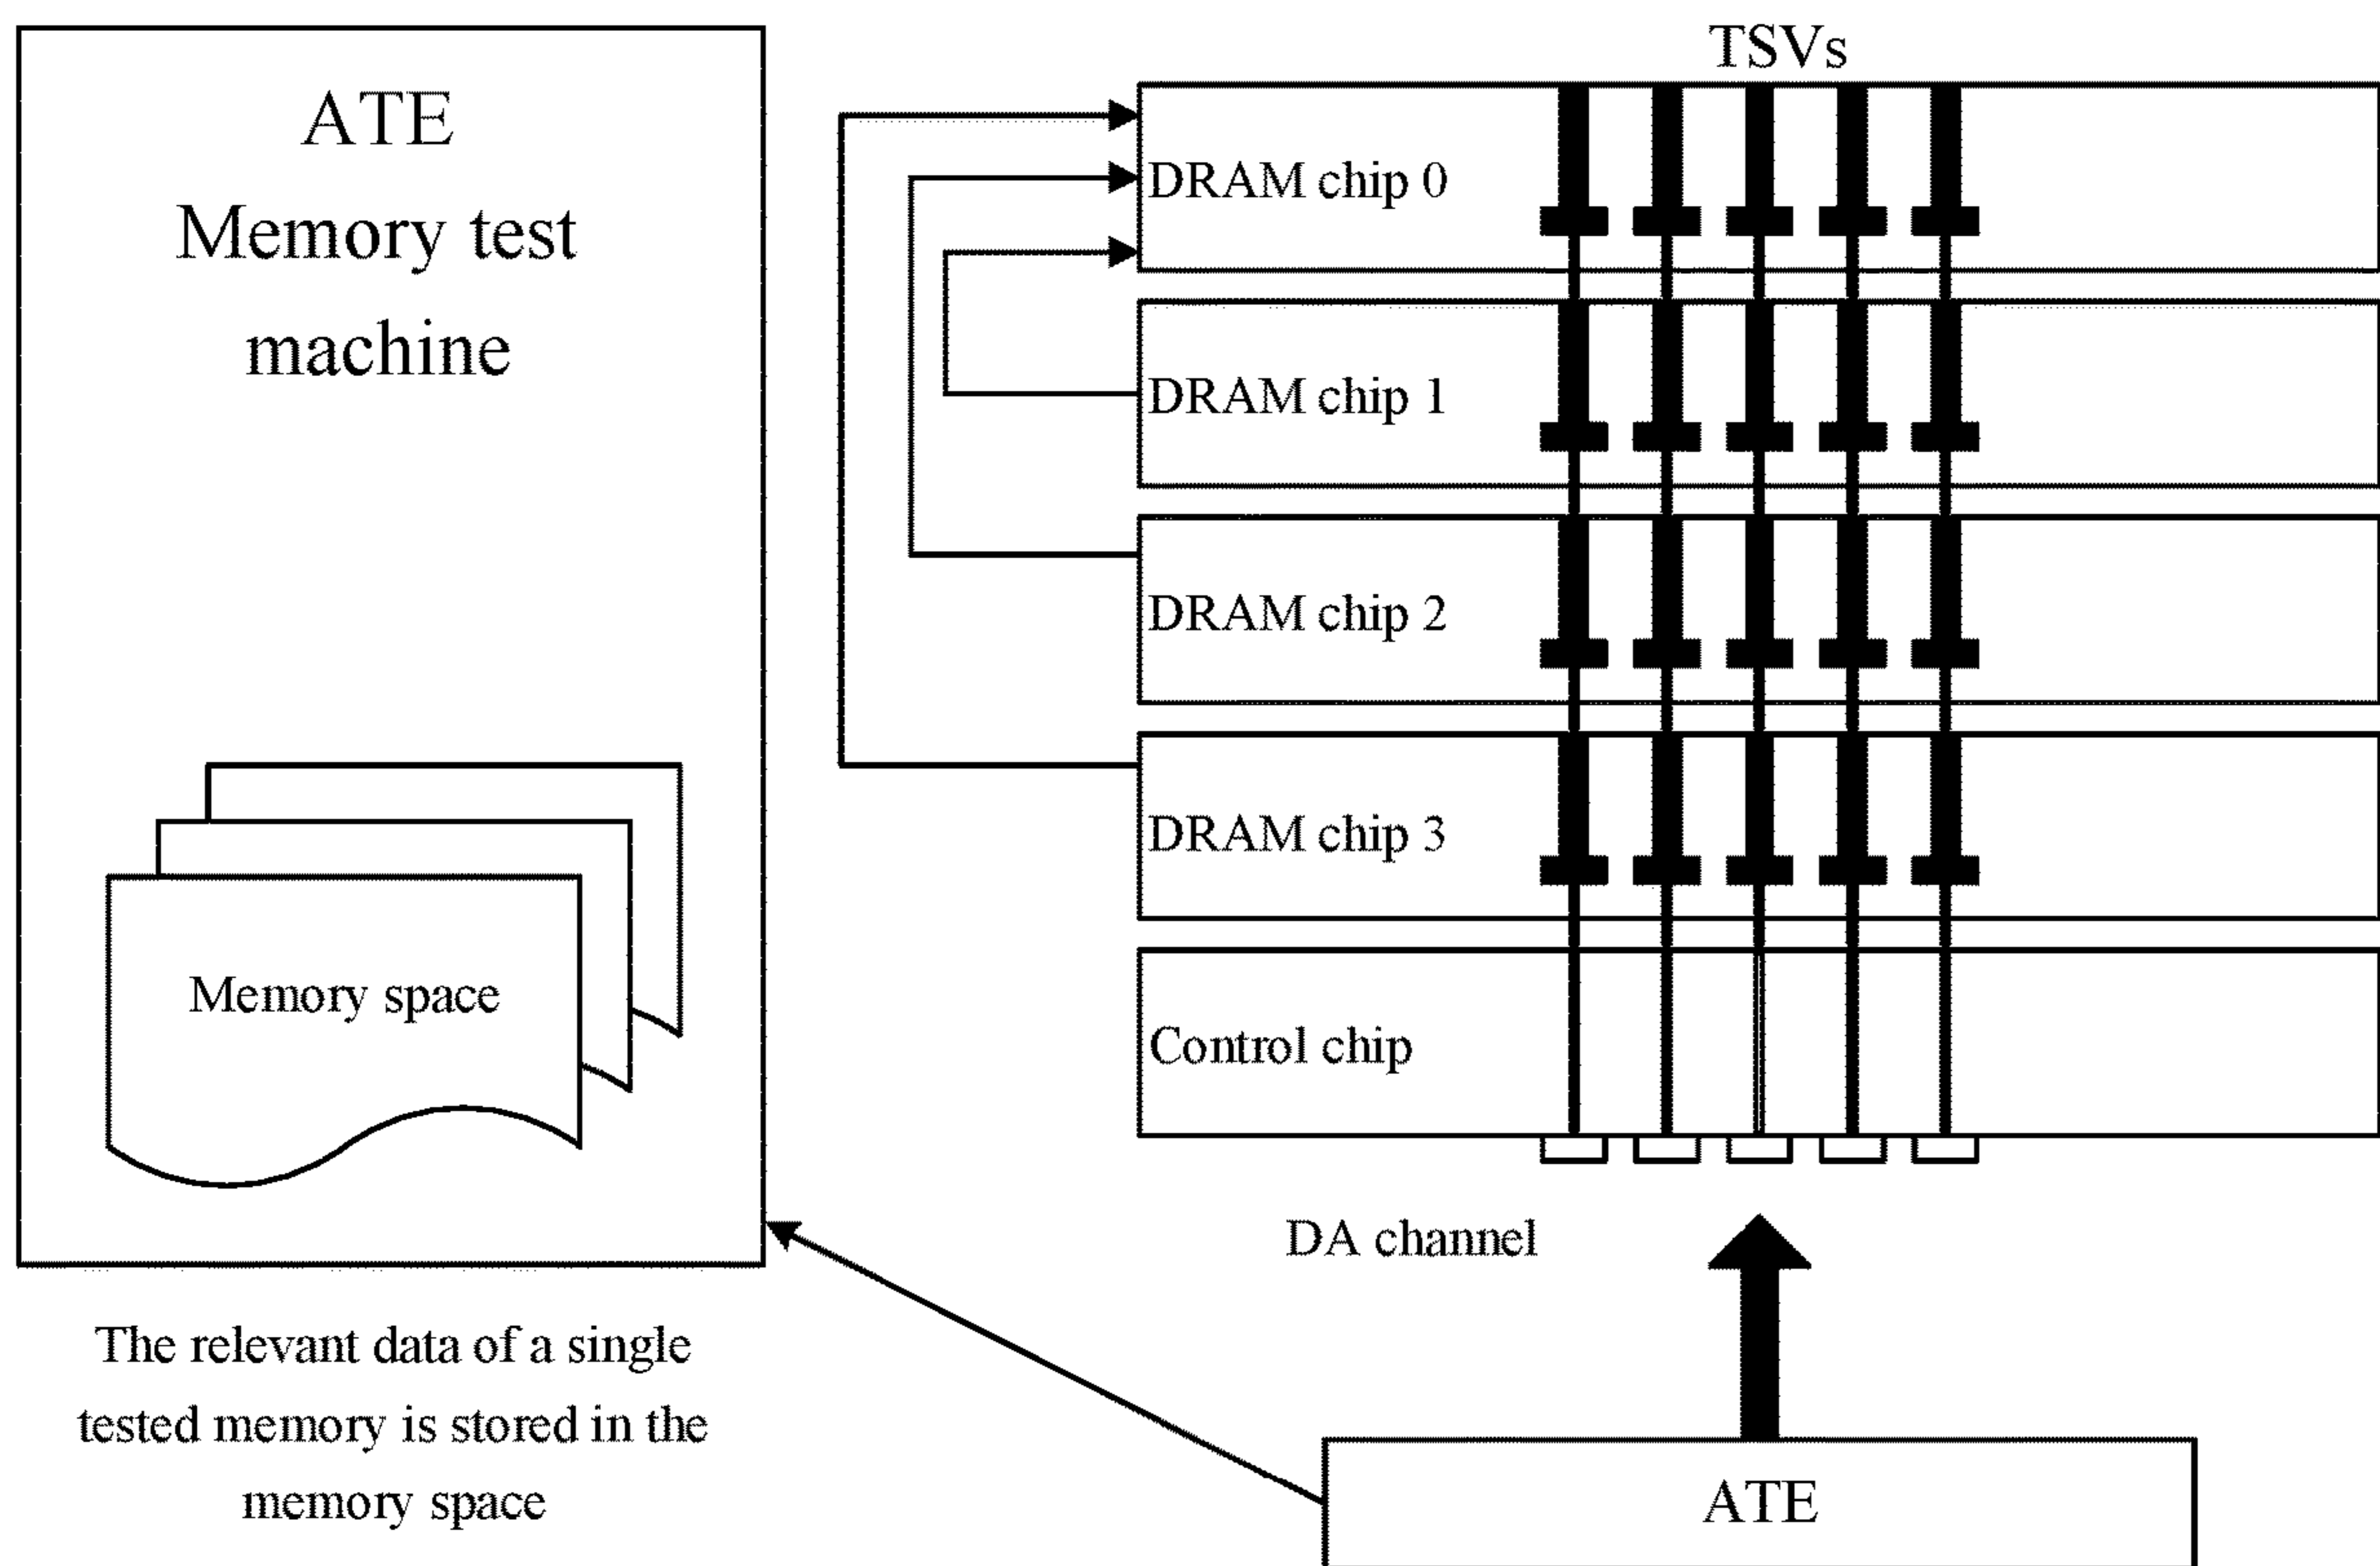 ATE
Memory test
machine
Memory space
The relevant data of a single
tested memory is stored in the
memory space
TSVs
DRAM chip 0
DRAM chip 1
DRAM chip 2
DRAM chip 3
Control chip
DA channel
ATE